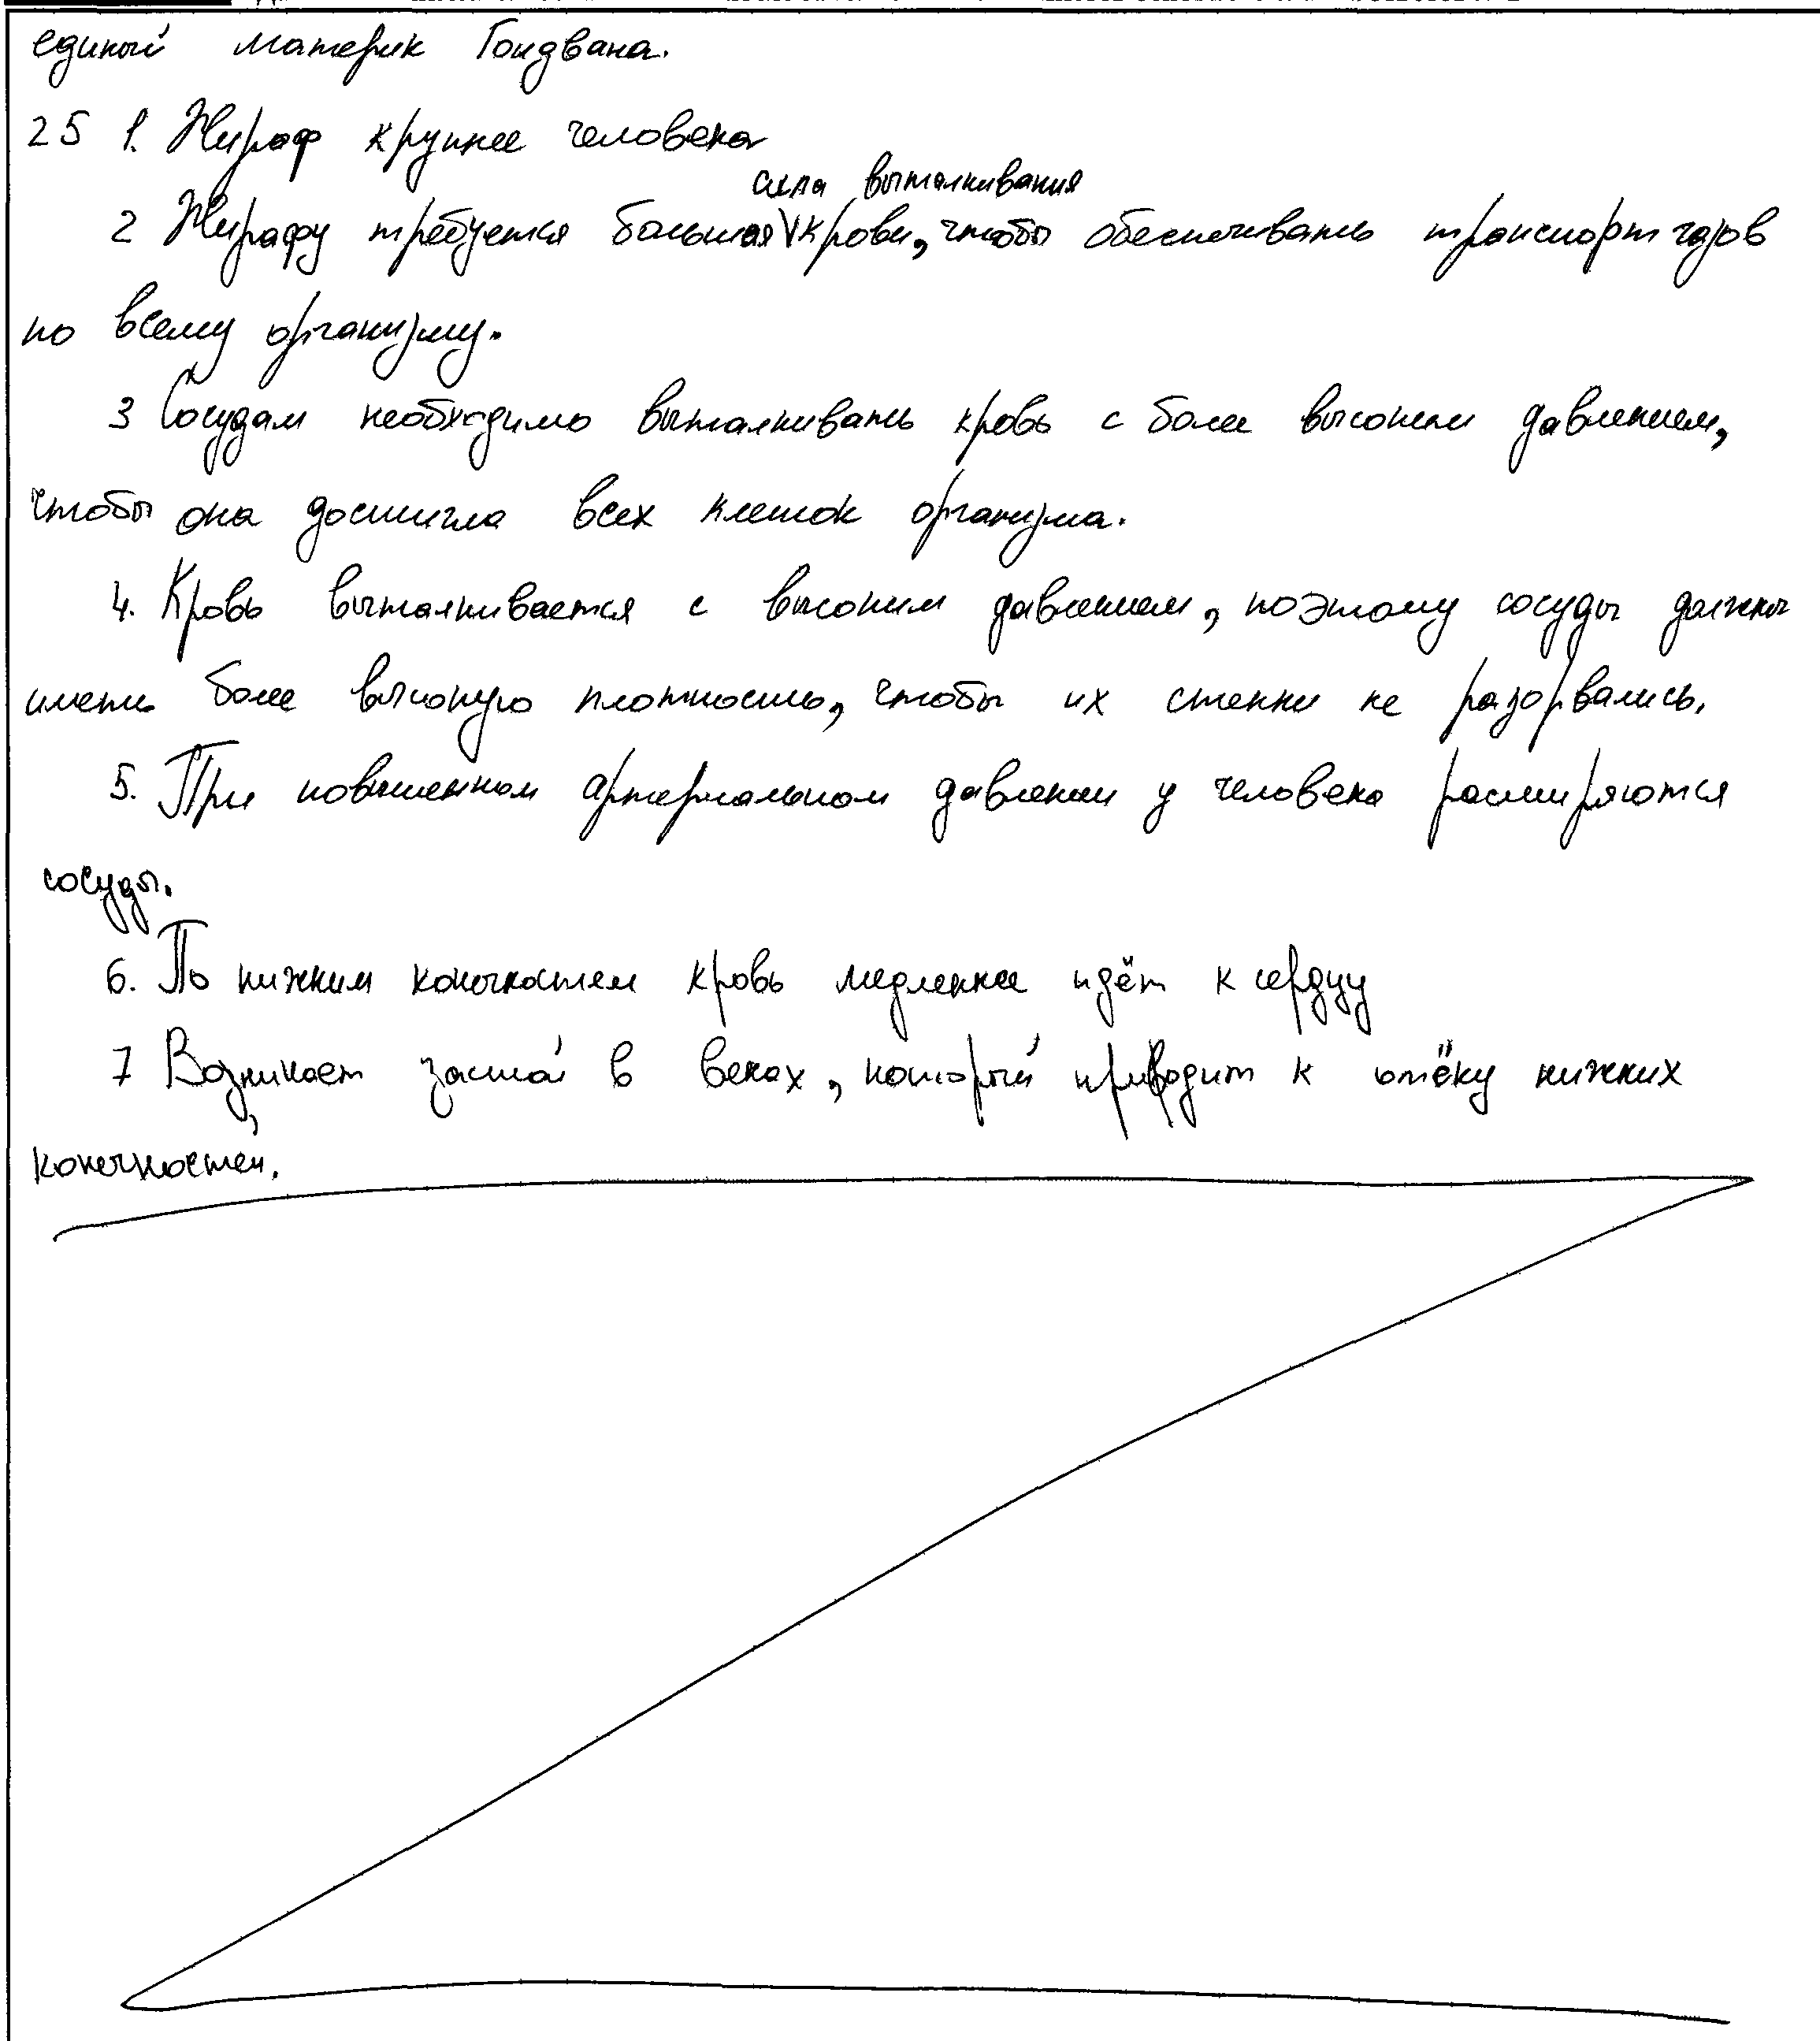 единый материк Гондвана.
25 1. Жираф крупнее человека
сила выталкивания
2 Жирафу требуется большая V крови, чтобы обеспечивать транспорт газов
по всему организму.
3 Сосудам необходимо выталкивать кровь с более высоким давлением,
чтобы она достигла всех клеток организма.
4. Кровь выталкивается с высоким давлением, поэтому сосуды должны
иметь более высокую плотность, чтобы их стенки не разорвались.
5. При повышенном артериальном давлении у человека расширяются
сосуды.
6. По нижним конечностем кровь медленнее идёт к сердцу
7 Возникает застой в венах, который приводит к отёку нижних
конечностей.